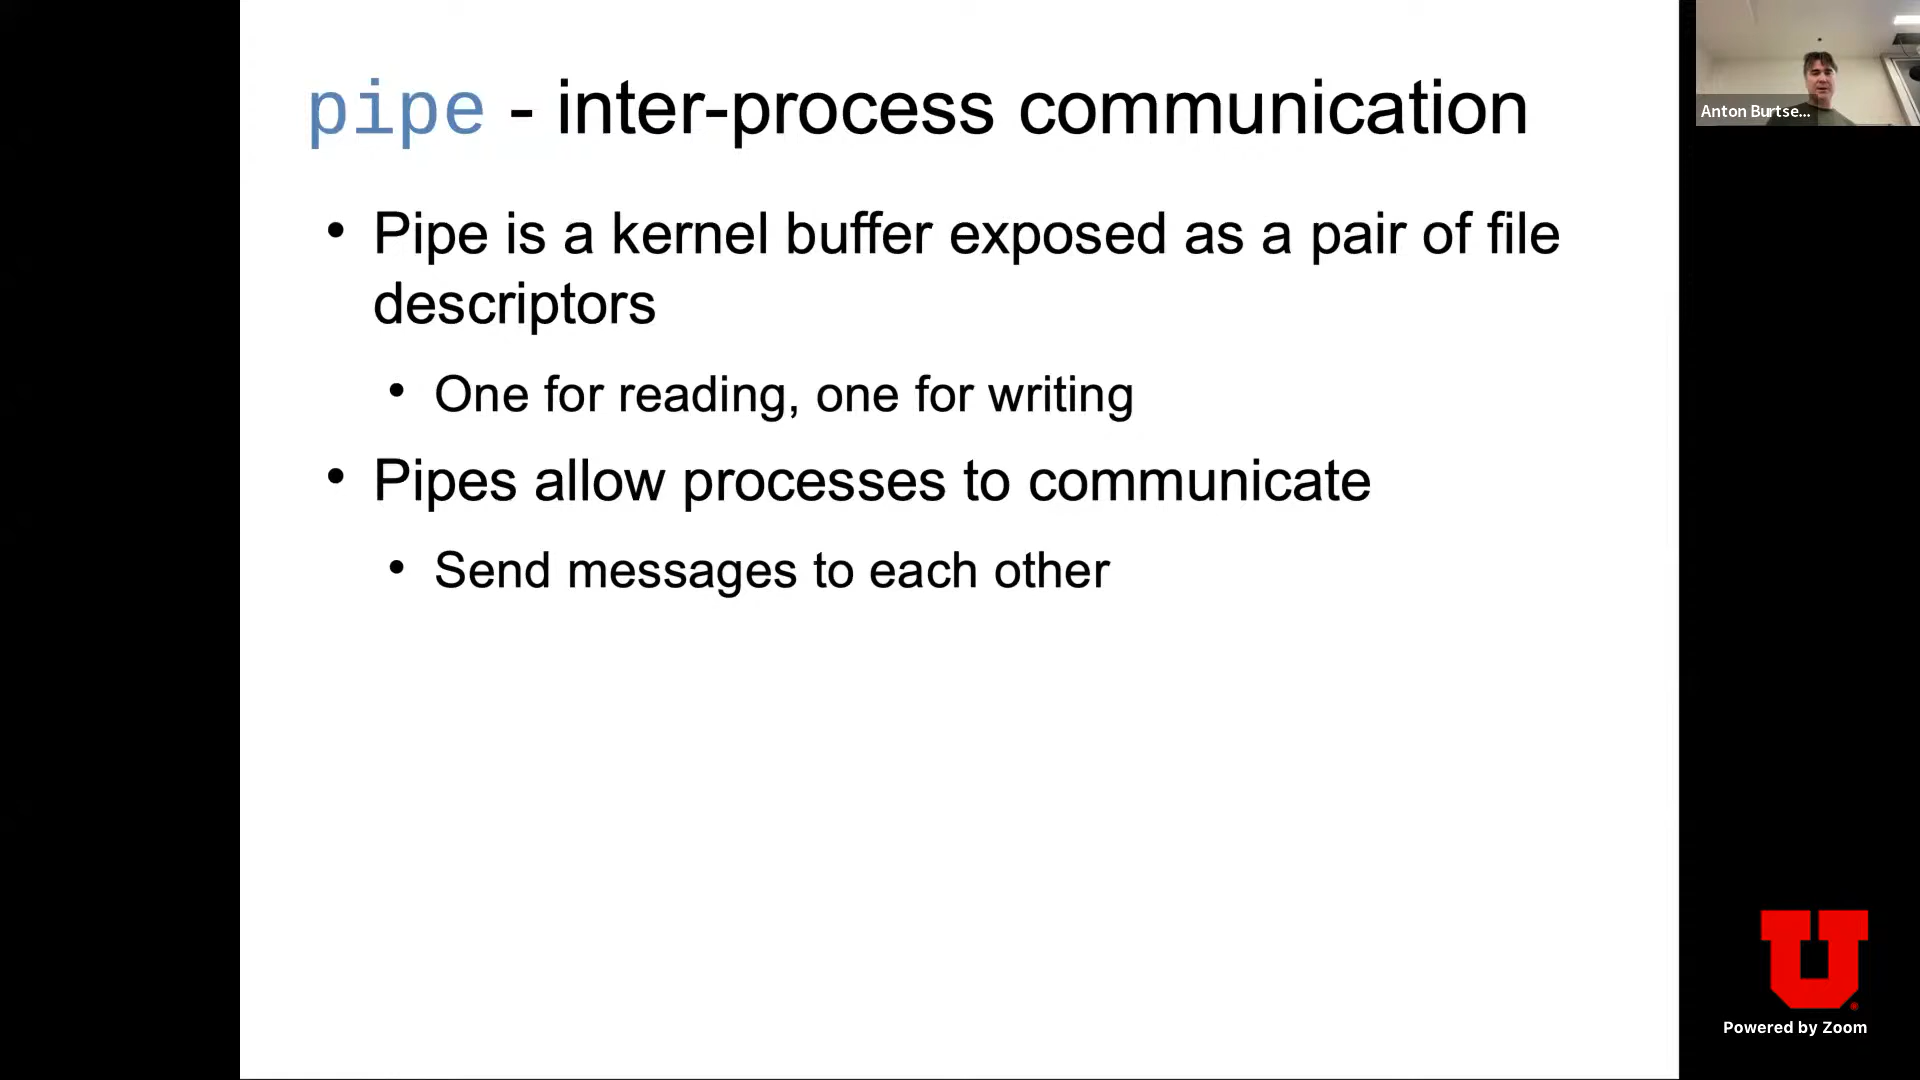 pipe - inter-process communication
• Pipe is a kernel buffer exposed as a pair of file
descriptors
• One for reading, one for writing
• Pipes allow processes to communicate
• Send messages to each other
Anton Burtse...
U
Powered by Zoom